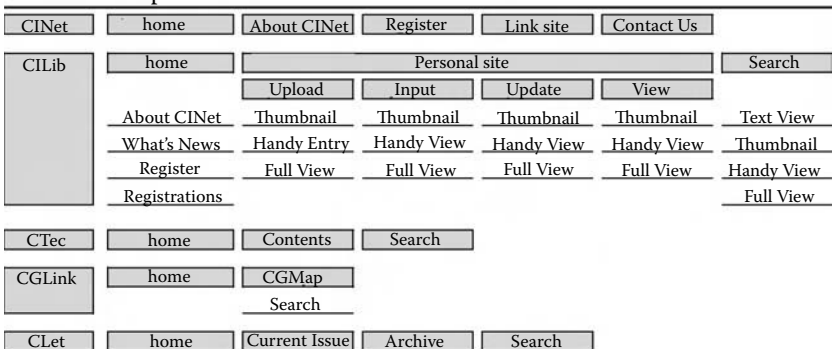 CINet home About CINet Register Link site Contact Us
CILib home Personal site Search
Upload Input Update View
About CINet Thumbnail Thumbnail Thumbnail Thumbnail Text View
What's News Handy Entry Handy View Handy View Handy View Thumbnail
Register Full View Full View Full View Full View Handy View
Registrations Full View
CTec home Contents Search
CGLink home CGMap
Search
CLet home Current Issue Archive Search